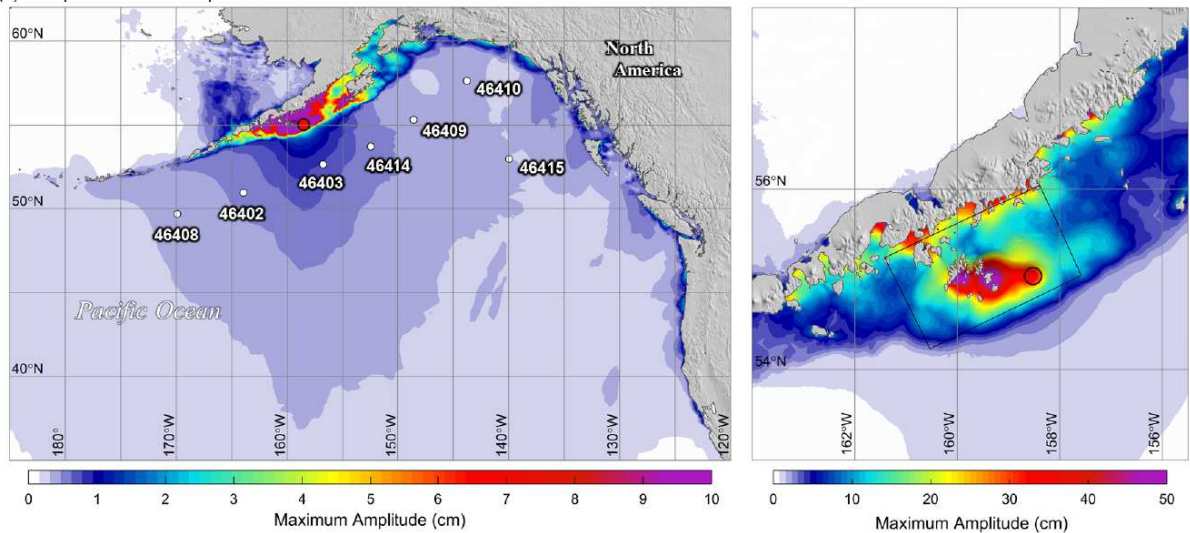 60°N
North
America
46410
46409
46414
46415
46403
50°N
46402
46408
Pacific Ocean
40°N
180°
170°W
160°W
150°W
140°W
130°W
120°W
0 1 2 3 4 5 6 7 8 9 10
Maximum Amplitude (cm)
56°N
54°N
162°W
160°W
158°W
156°W
0 10 20 30 40 50
Maximum Amplitude (cm)